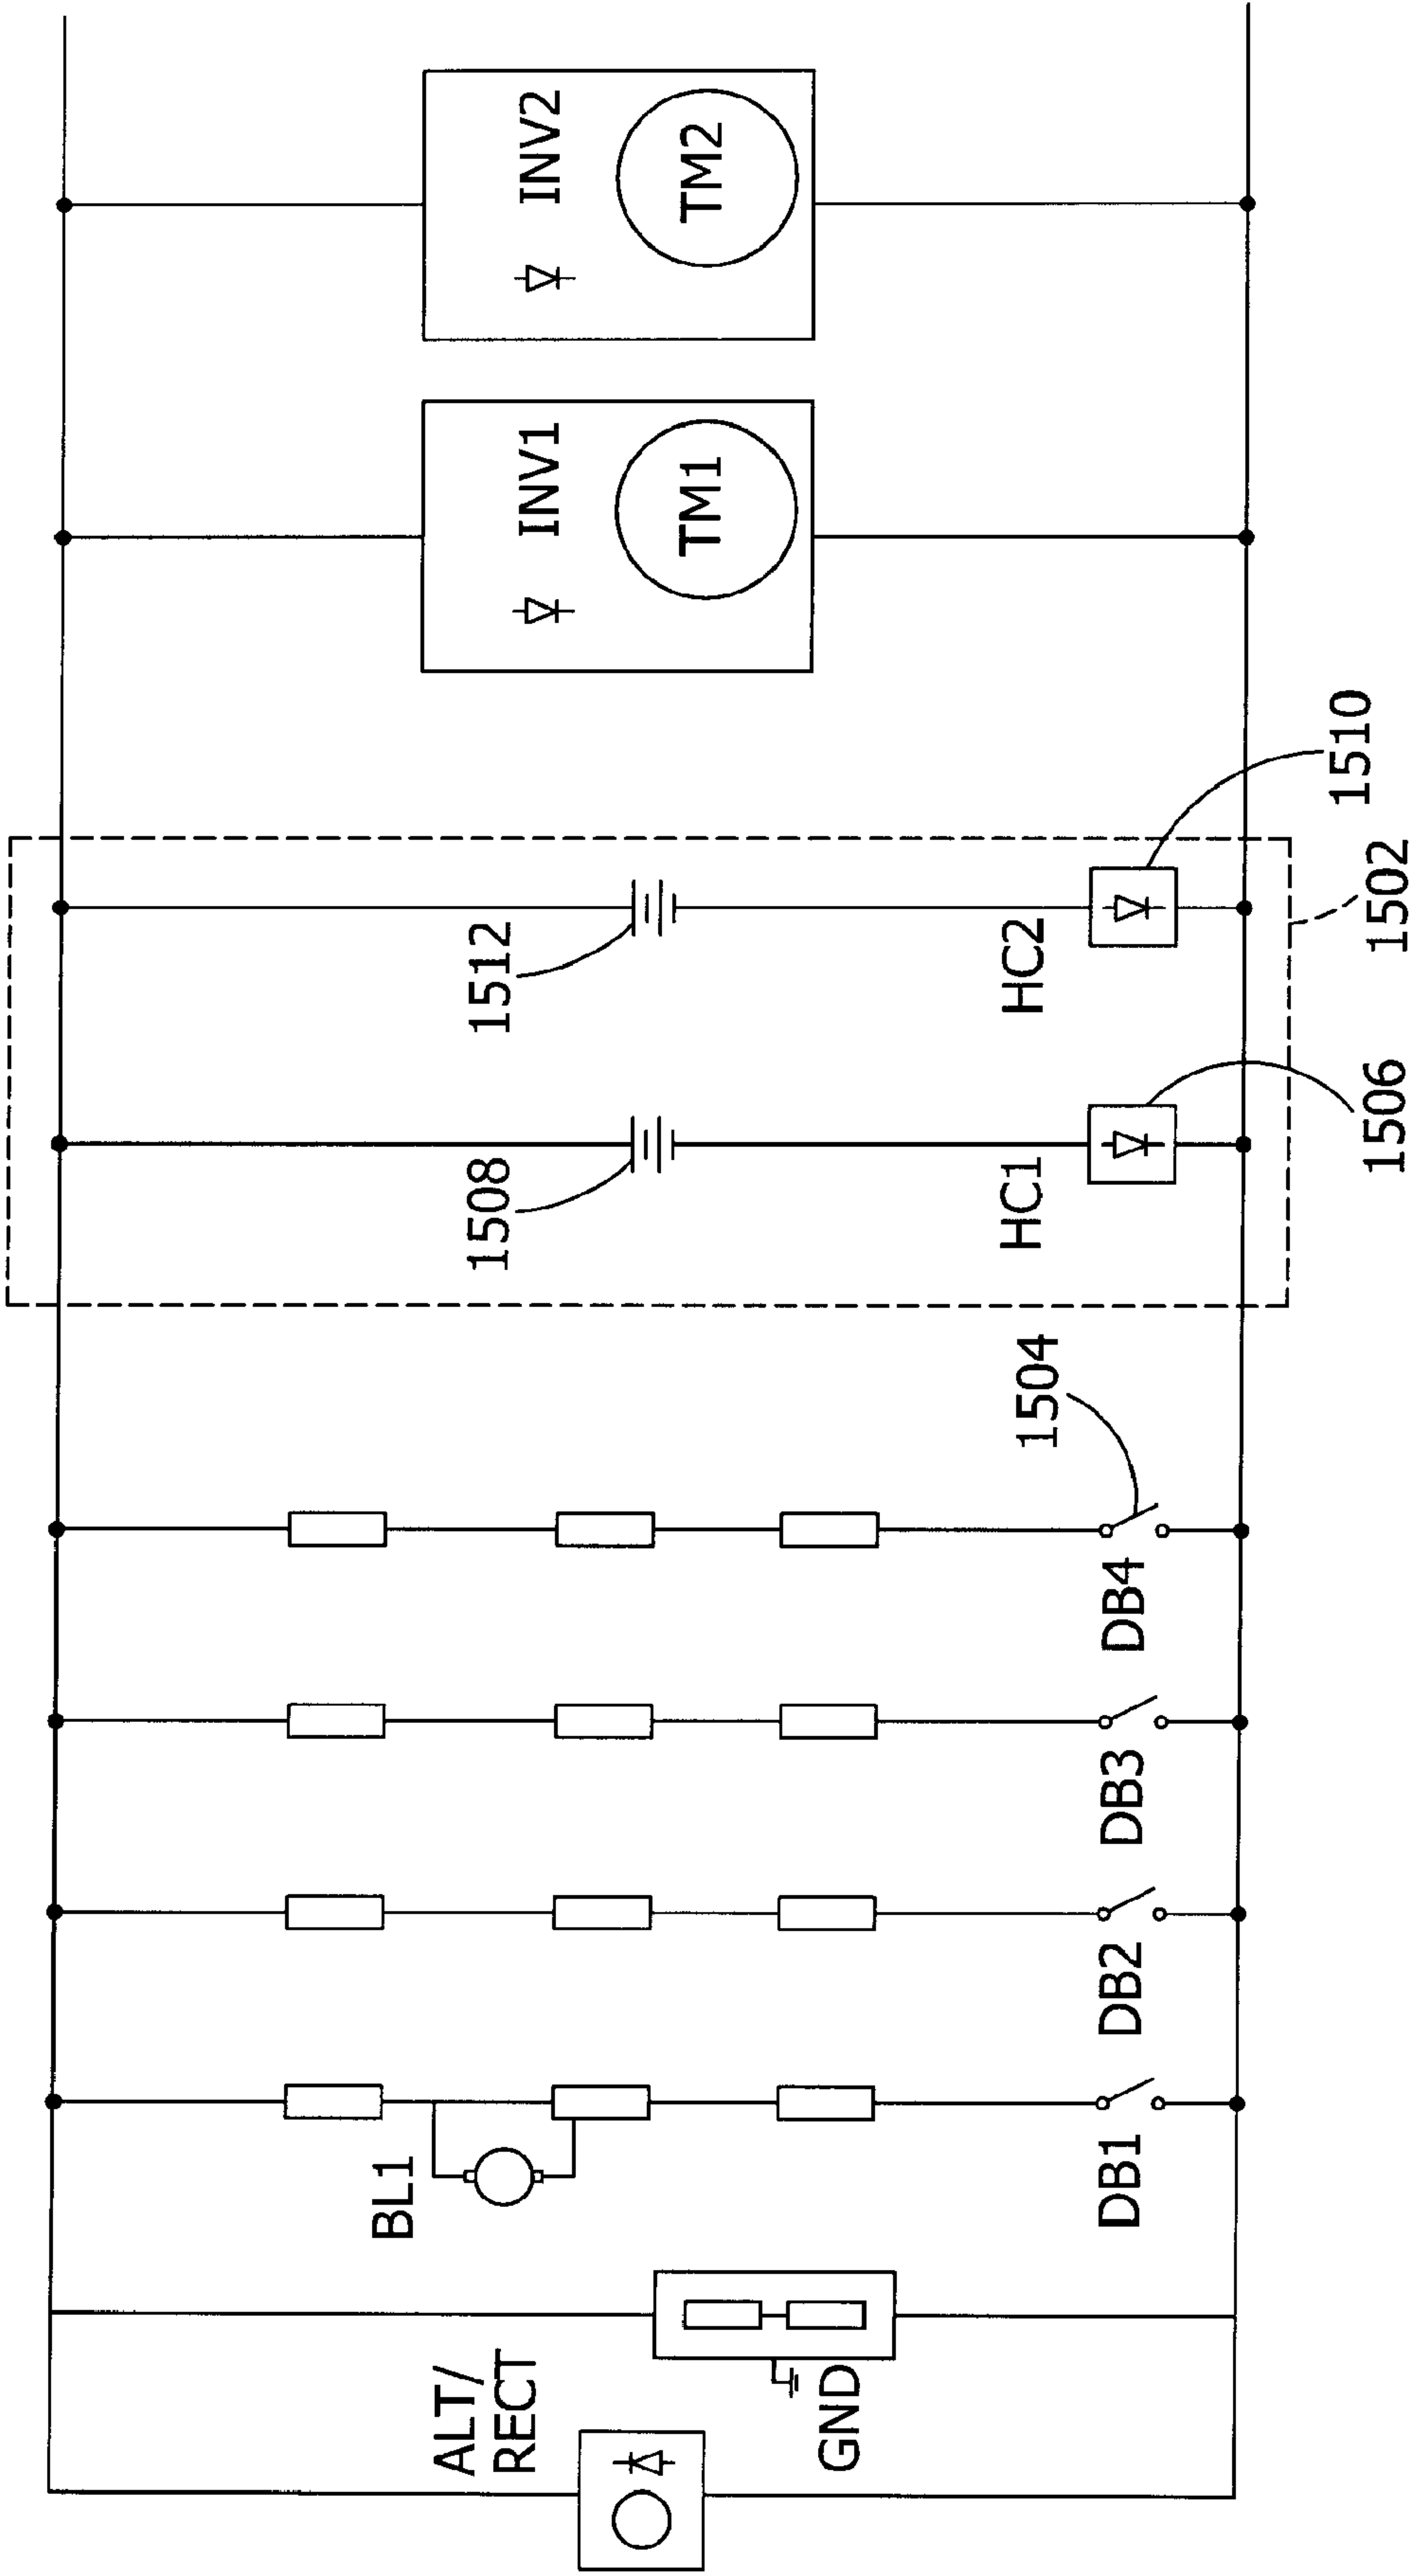 ALT/
RECT
GND
BL1
DB1
DB2
DB3
DB4
1504
1508
HC1
1506
1512
HC2
1502
1510
INV1
TM1
INV2
TM2